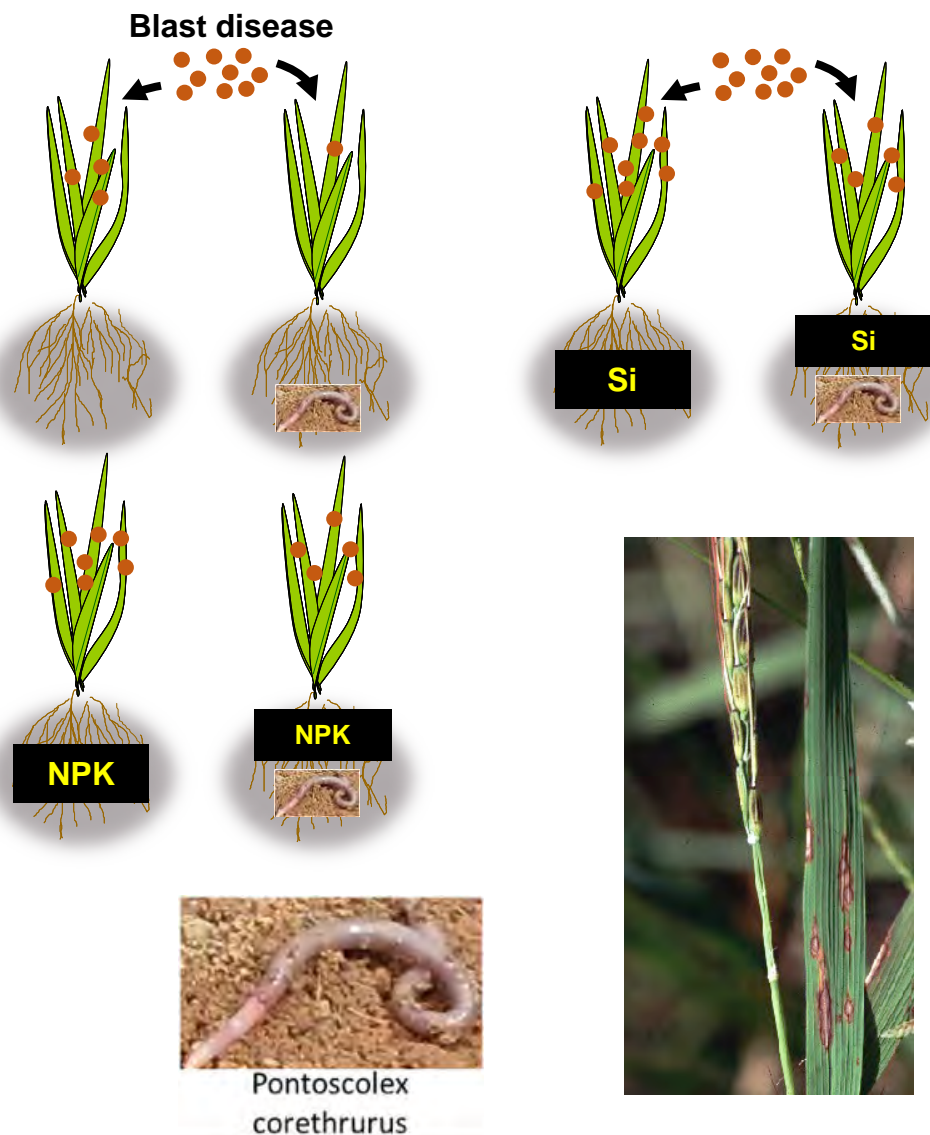 Blast disease
Si
Si
NPK
NPK
Pontoscolex
corethrurus